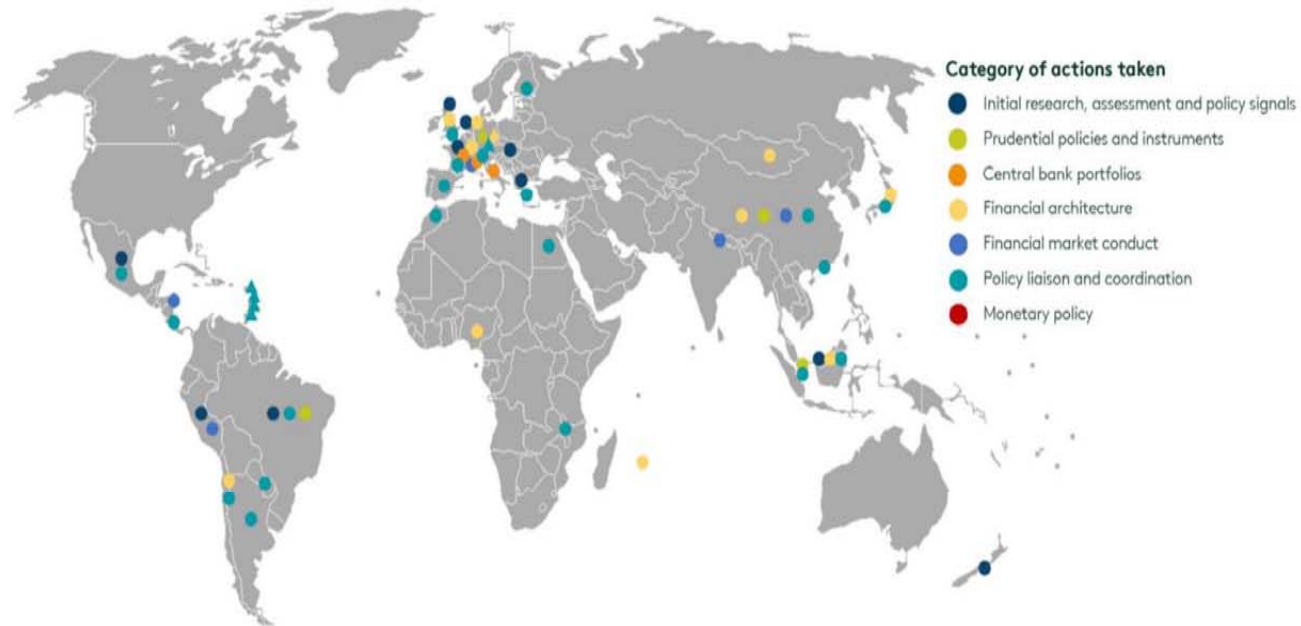 Category of actions taken
Initial research, assessment and policy signals
Prudential policies and instruments
Central bank portfolios
Financial architecture
Financial market conduct
Policy liaison and coordination
Monetary policy